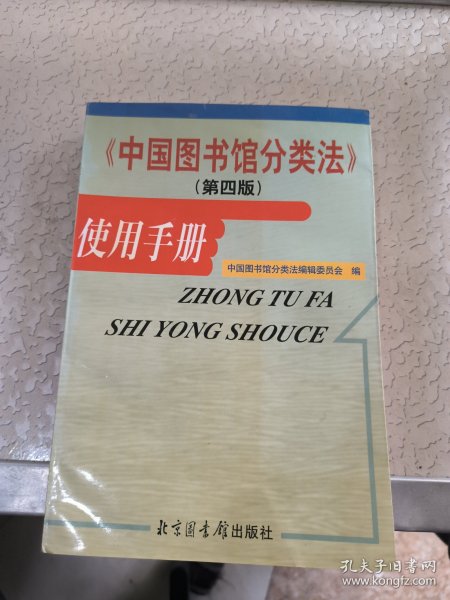 《中国图书馆分类法》
（第四版）
使用手册
中国图书馆分类法编辑委员会 编
ZHONG TU FA
SHI YONG SHOUCE
北京图书馆出版社
孔夫子旧书网
www.kongfz.com